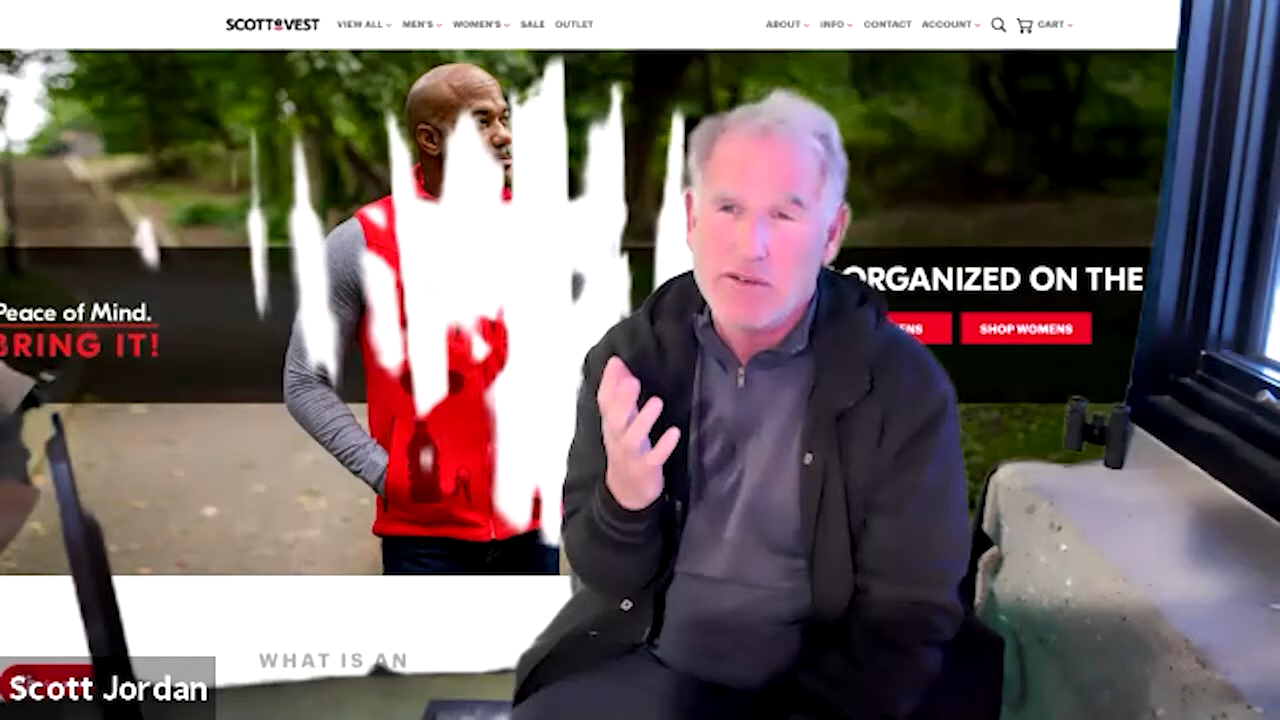 SCOTTEVEST VIEW ALL MEN'S WOMEN'S SALE OUTLET ABOUT INFO CONTACT ACCOUNT CART
Peace of Mind.
BRING IT!
ORGANIZED ON THE
SHOP WOMENS
WHAT IS AN
Scott Jordan